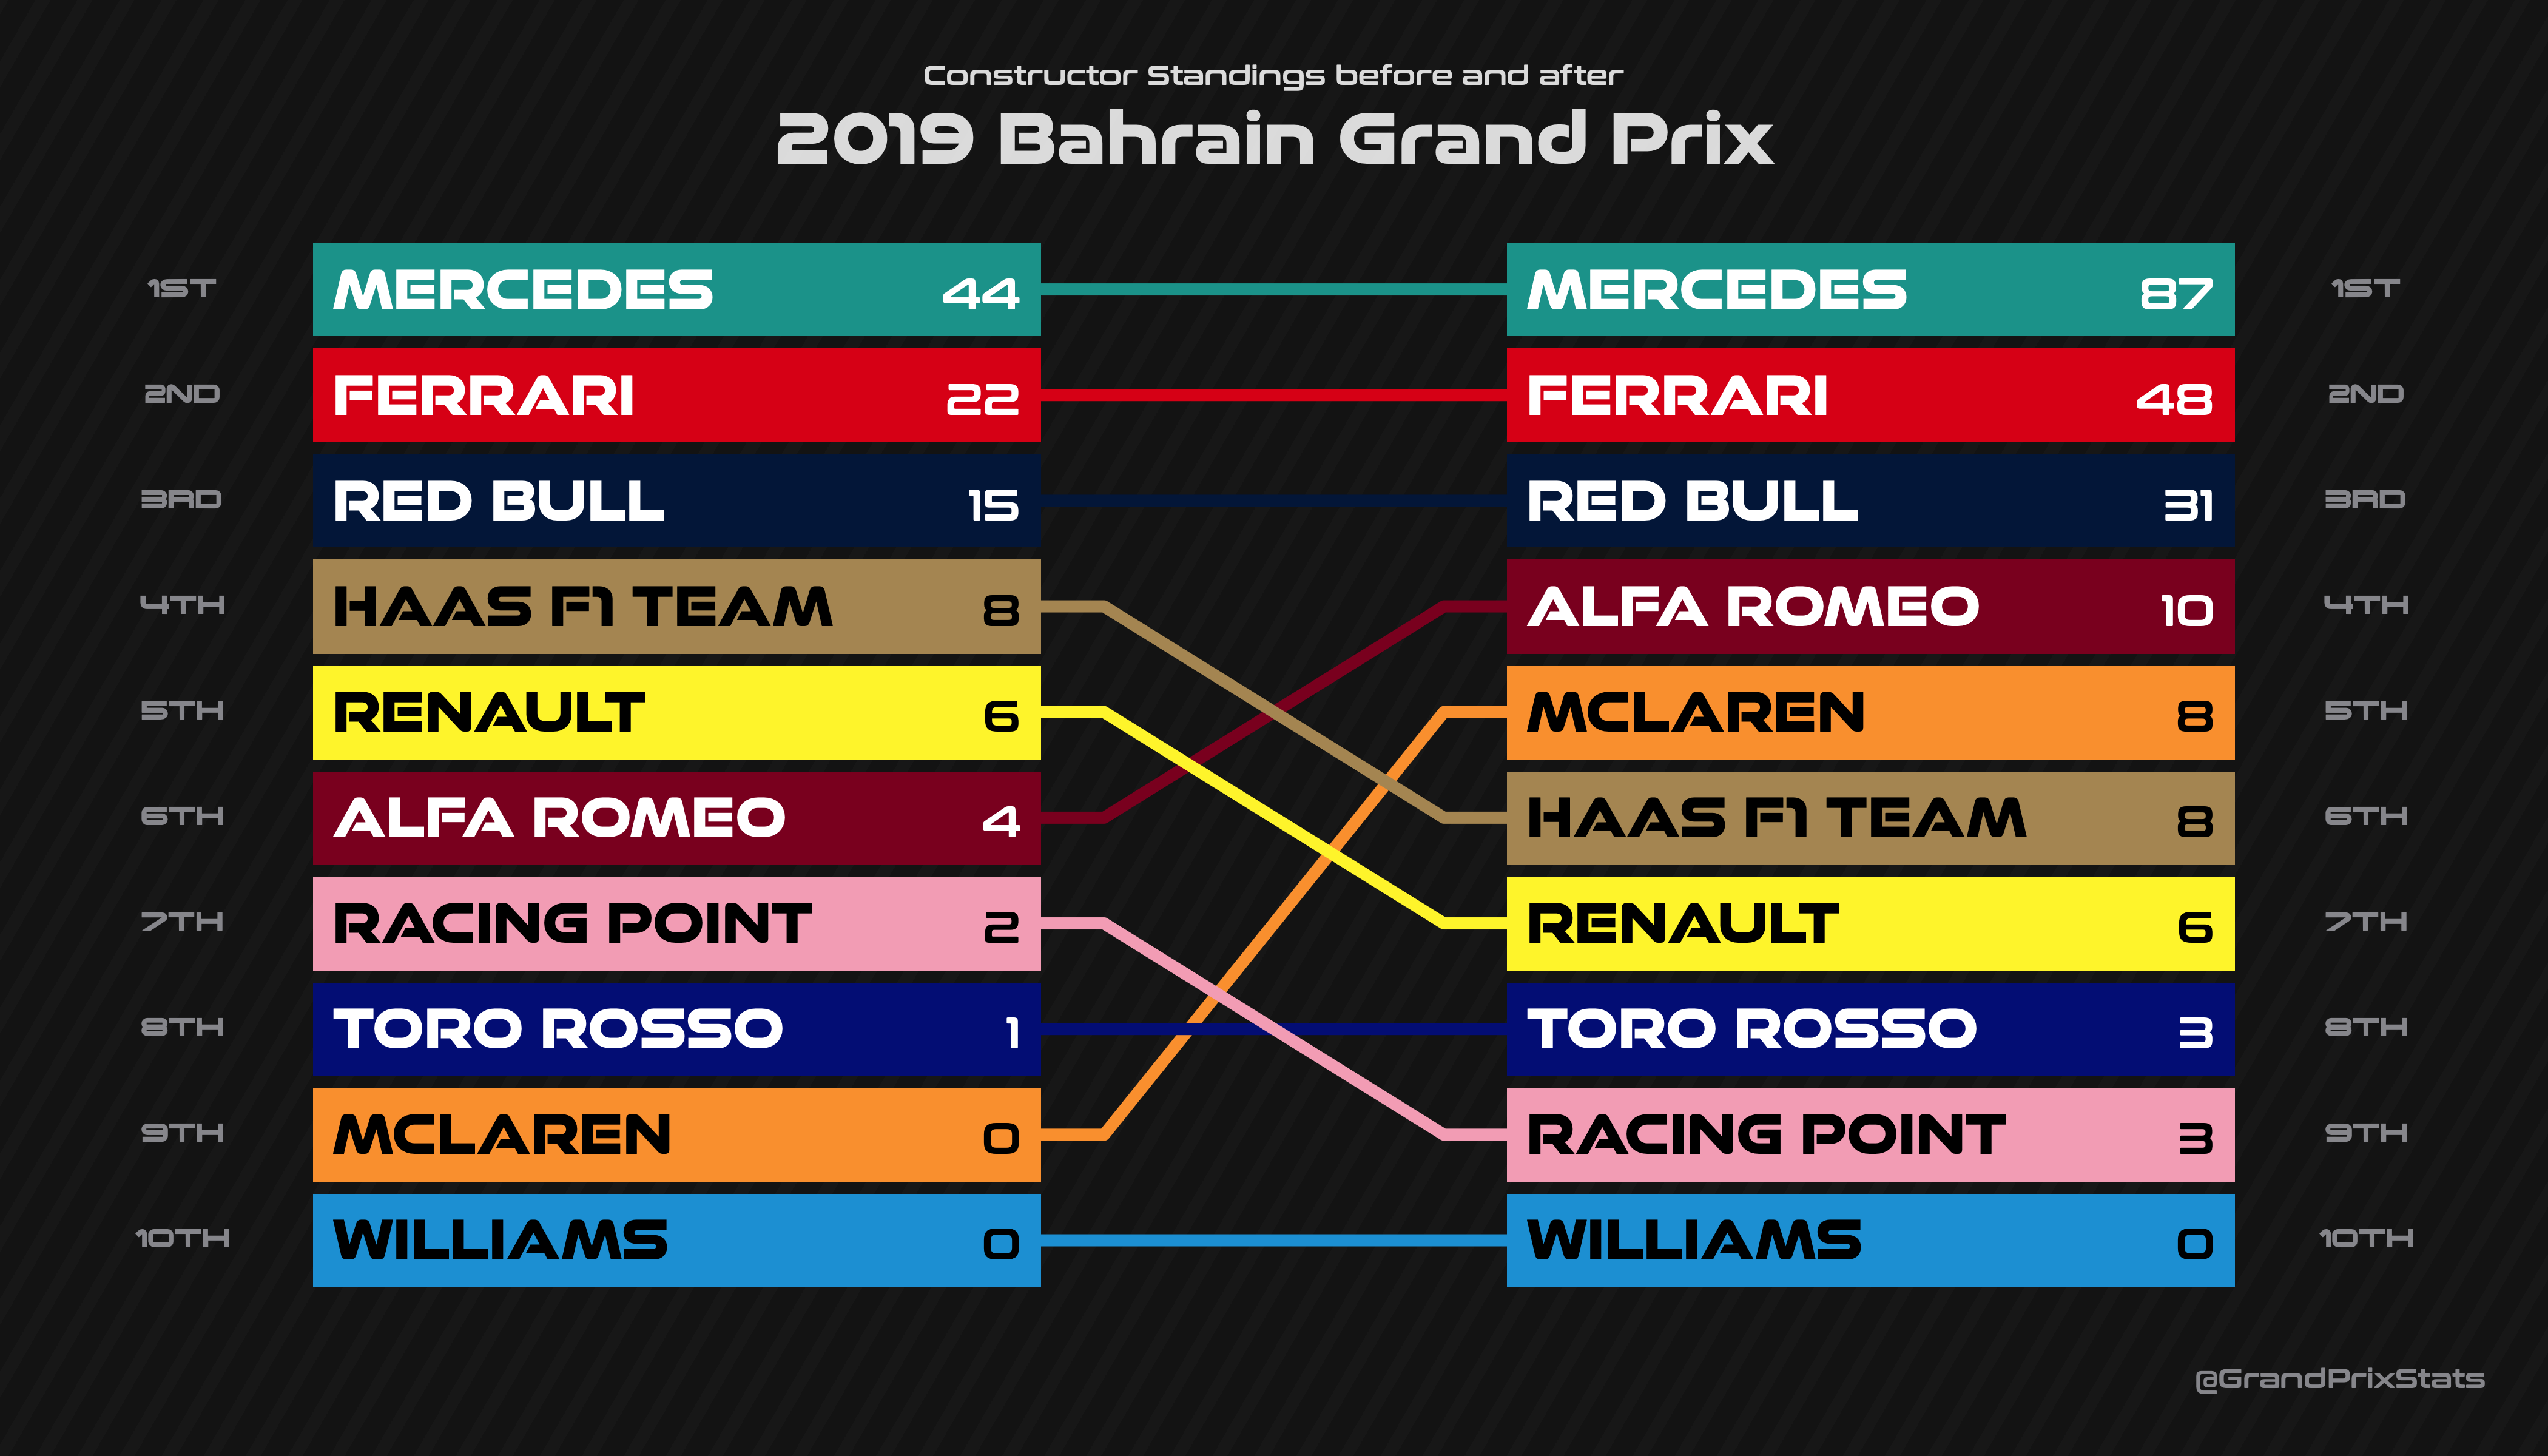 Constructor Standings before and after
2019 Bahrain Grand Prix
1ST MERCEDES 44 MERCEDES 87 1ST
2ND FERRARI 22 FERRARI 48 2ND
3RD RED BULL 15 RED BULL 31 3RD
4TH HAAS F1 TEAM 8 ALFA ROMEO 10 4TH
5TH RENAULT 6 MCLAREN 8 5TH
6TH ALFA ROMEO 4 HAAS F1 TEAM 8 6TH
7TH RACING POINT 2 RENAULT 6 7TH
8TH TORO ROSSO 1 TORO ROSSO 3 8TH
9TH MCLAREN 0 RACING POINT 3 9TH
10TH WILLIAMS 0 WILLIAMS 0 10TH
@GrandPrixStats